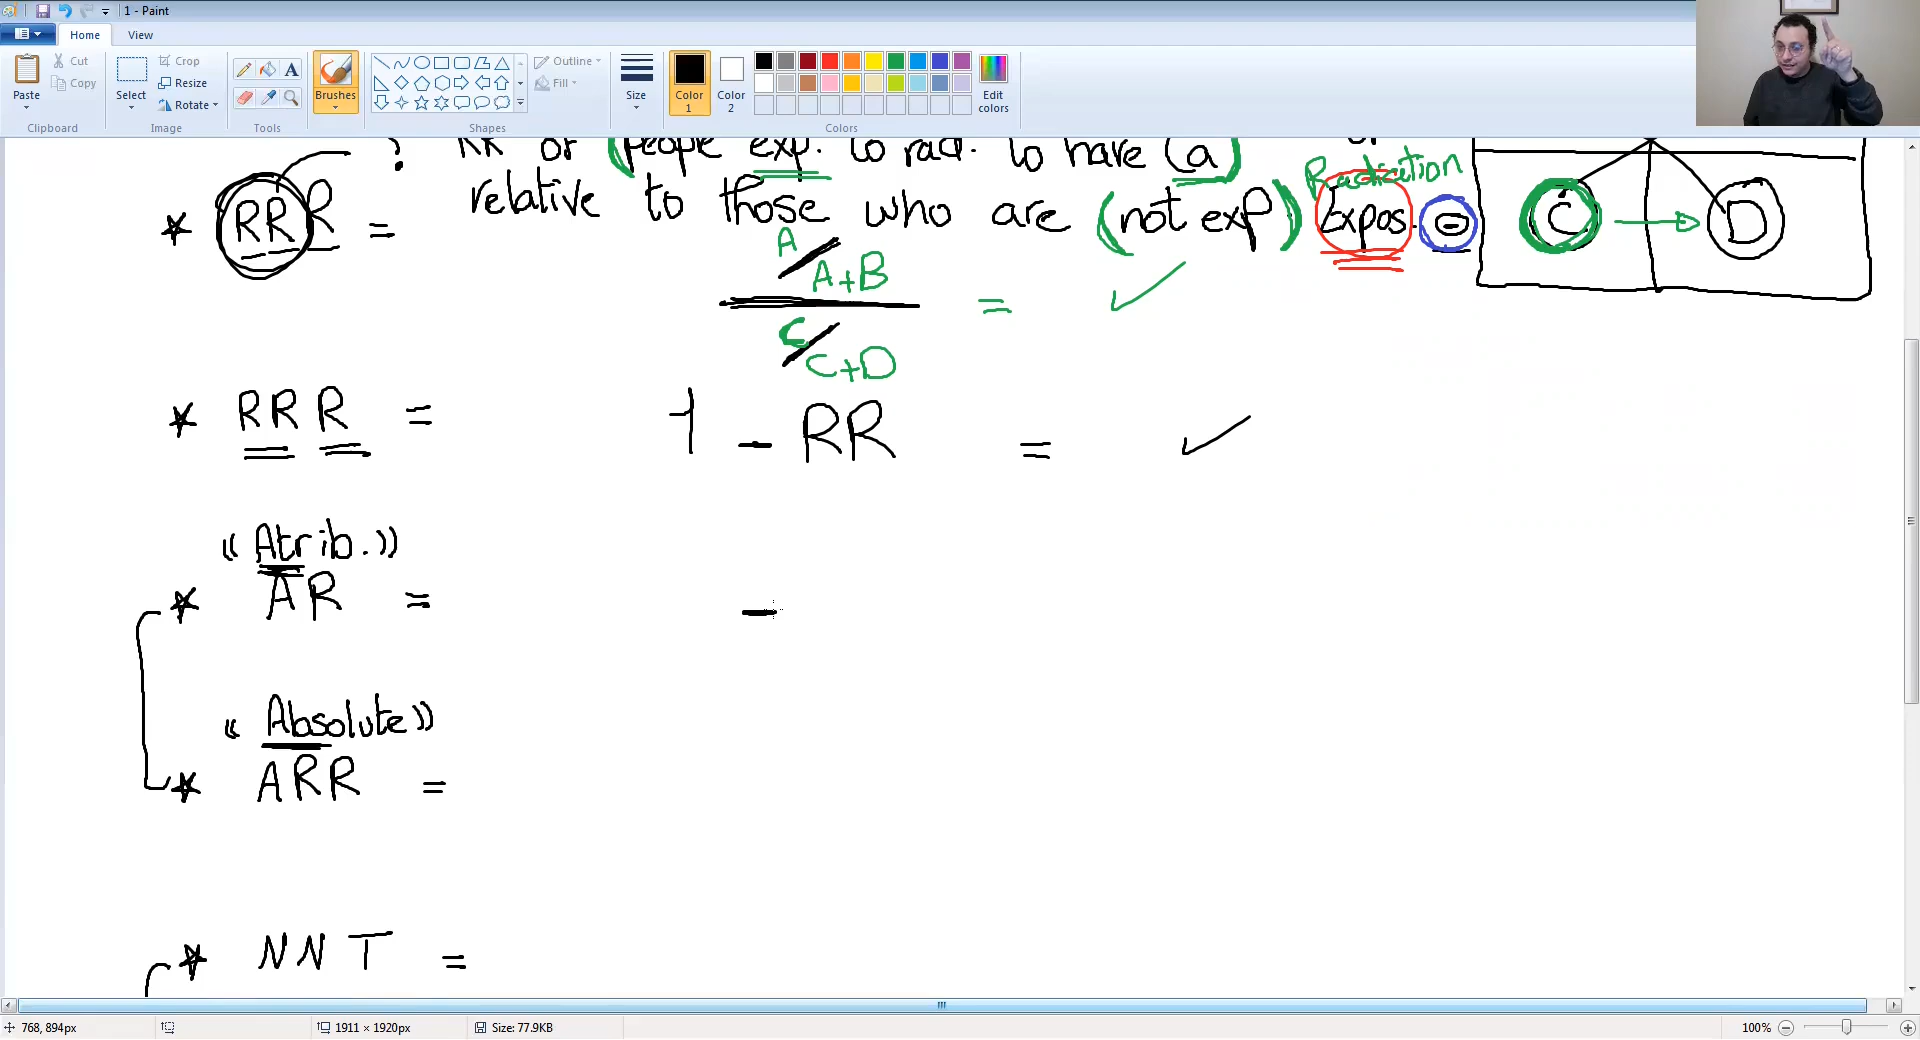 1 - Paint
Home View
Paste Cut Copy Select Crop Resize Rotate Brushes Outline Fill Size Color 1 Color 2 Edit colors
Clipboard Image Tools Shapes Colors
? RR of (people exp. to rad. to have (a)
relative to those who are (not exp)
Radiation
Expos. -
C D
* RRR =
A / A+B
C / C+D
=
* RRR = 1 - RR =
« Atrib. »
* AR = -
« Absolute »
* ARR =
* NNT =
768, 894px 1911 × 1920px Size: 77.9KB 100%